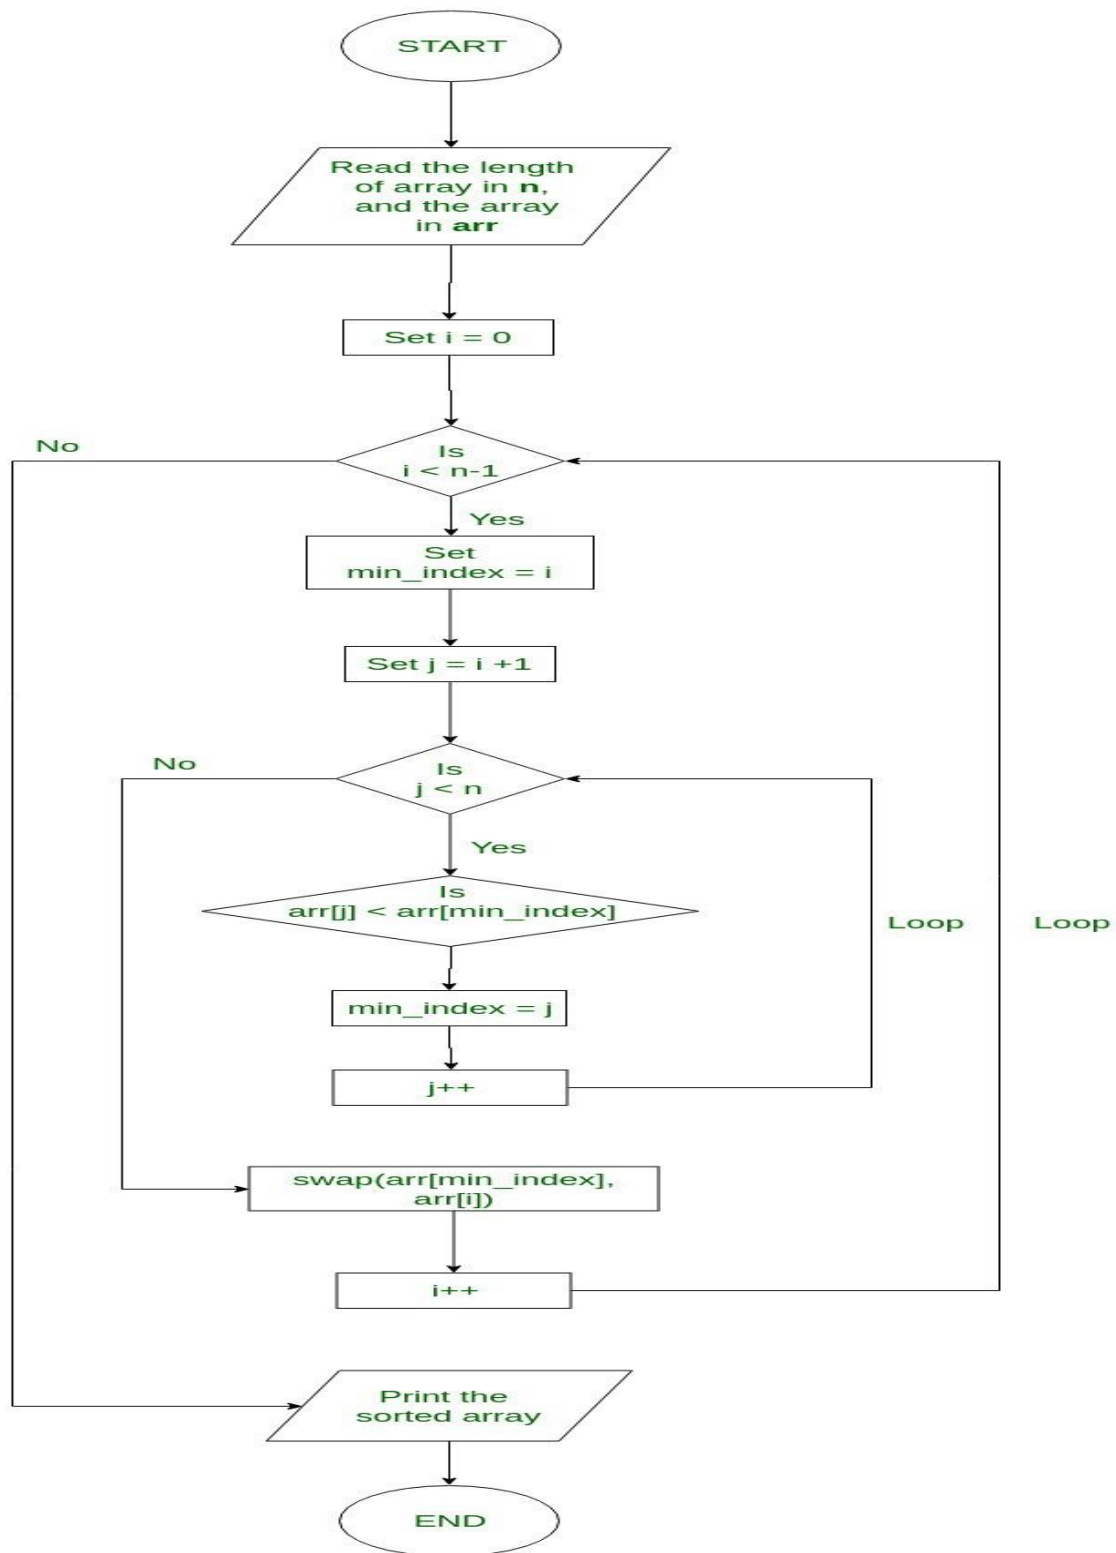 START
Read the length
of array in n,
and the array
in arr
Set i = 0
No
Is
i < n-1
Yes
Set
min_index = i
Set j = i +1
No
Is
j < n
Yes
Is
arr[j] < arr[min_index]
Loop
Loop
min_index = j
j++
swap(arr[min_index],
arr[i])
i++
Print the
sorted array
END